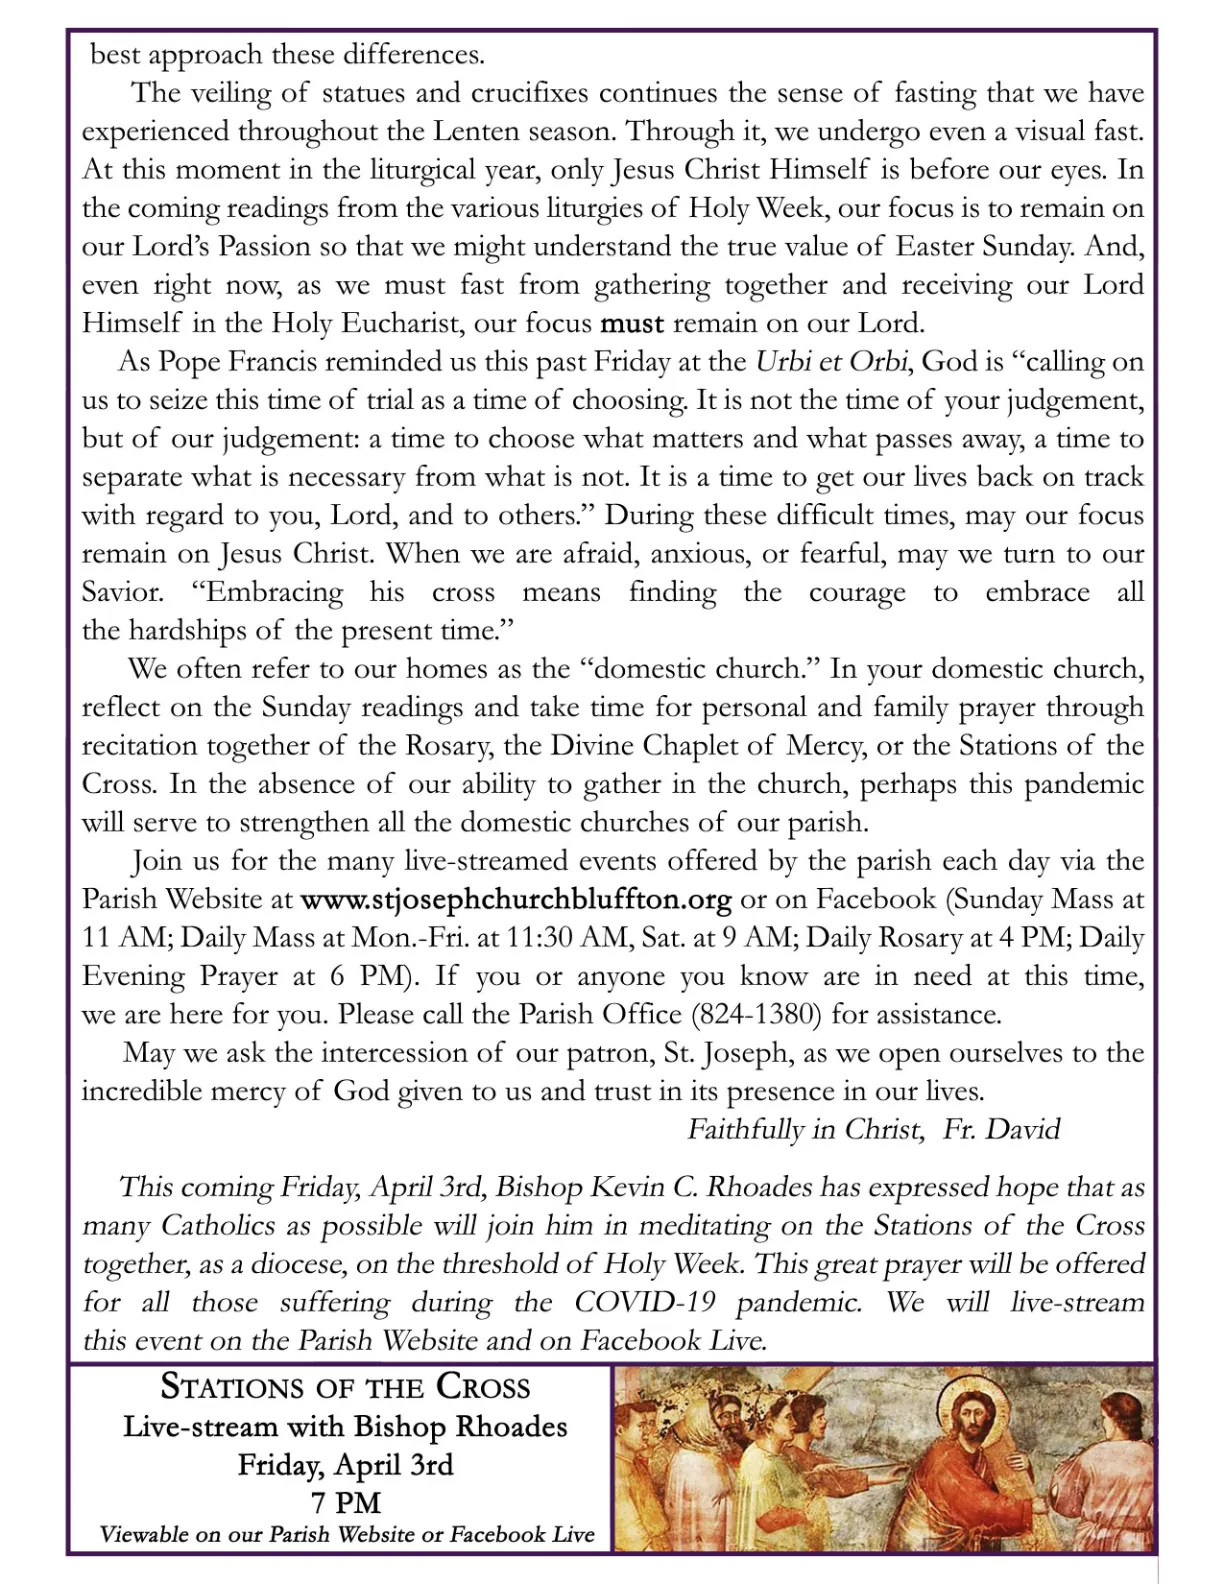 best approach these differences.
The veiling of statues and crucifixes continues the sense of fasting that we have
experienced throughout the Lenten season. Through it, we undergo even a visual fast.
At this moment in the liturgical year, only Jesus Christ Himself is before our eyes. In
the coming readings from the various liturgies of Holy Week, our focus is to remain on
our Lord’s Passion so that we might understand the true value of Easter Sunday. And,
even right now, as we must fast from gathering together and receiving our Lord
Himself in the Holy Eucharist, our focus must remain on our Lord.
As Pope Francis reminded us this past Friday at the Urbi et Orbi, God is “calling on
us to seize this time of trial as a time of choosing. It is not the time of your judgement,
but of our judgement: a time to choose what matters and what passes away, a time to
separate what is necessary from what is not. It is a time to get our lives back on track
with regard to you, Lord, and to others.” During these difficult times, may our focus
remain on Jesus Christ. When we are afraid, anxious, or fearful, may we turn to our
Savior. “Embracing his cross means finding the courage to embrace all
the hardships of the present time.”
We often refer to our homes as the “domestic church.” In your domestic church,
reflect on the Sunday readings and take time for personal and family prayer through
recitation together of the Rosary, the Divine Chaplet of Mercy, or the Stations of the
Cross. In the absence of our ability to gather in the church, perhaps this pandemic
will serve to strengthen all the domestic churches of our parish.
Join us for the many live-streamed events offered by the parish each day via the
Parish Website at www.stjosephchurchbluffton.org or on Facebook (Sunday Mass at
11 AM; Daily Mass at Mon.-Fri. at 11:30 AM, Sat. at 9 AM; Daily Rosary at 4 PM; Daily
Evening Prayer at 6 PM). If you or anyone you know are in need at this time,
we are here for you. Please call the Parish Office (824-1380) for assistance.
May we ask the intercession of our patron, St. Joseph, as we open ourselves to the
incredible mercy of God given to us and trust in its presence in our lives.
Faithfully in Christ, Fr. David
This coming Friday, April 3rd, Bishop Kevin C. Rhoades has expressed hope that as
many Catholics as possible will join him in meditating on the Stations of the Cross
together, as a diocese, on the threshold of Holy Week. This great prayer will be offered
for all those suffering during the COVID-19 pandemic. We will live-stream
this event on the Parish Website and on Facebook Live.
STATIONS OF THE CROSS
Live-stream with Bishop Rhoades
Friday, April 3rd
7 PM
Viewable on our Parish Website or Facebook Live